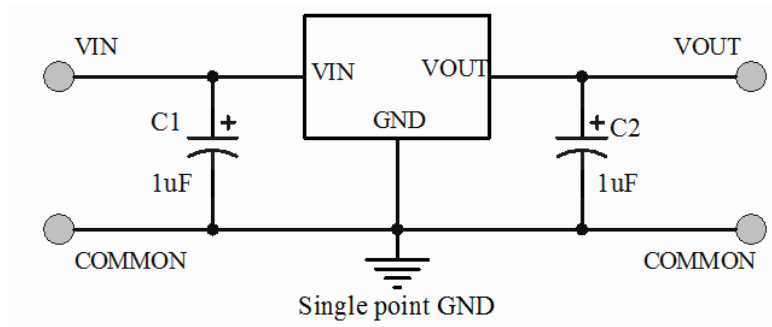 VIN
VOUT
VIN
VOUT
C1
+
GND
+
C2
1uF
1uF
COMMON
COMMON
Single point GND